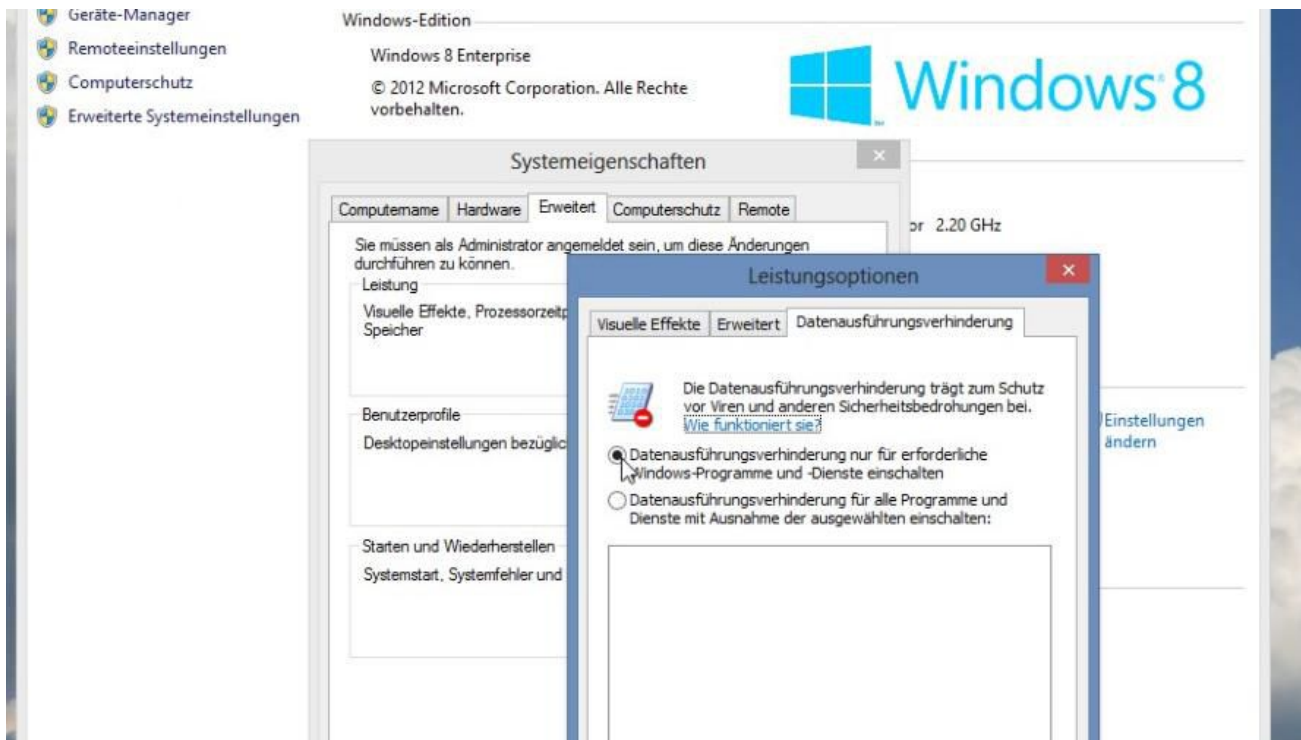 Geräte-Manager
Remoteeinstellungen
Computerschutz
Erweiterte Systemeinstellungen
Windows-Edition
Windows 8 Enterprise
© 2012 Microsoft Corporation. Alle Rechte
vorbehalten.
Windows 8
Systemeigenschaften
Computername Hardware Erweitert Computerschutz Remote
Sie müssen als Administrator angemeldet sein, um diese Änderungen
durchführen zu können.
Leistung
Visuelle Effekte,
Speicher
Benutzerprofile
Desktopeinstellungen
Starten und Wiederherstellen
Systemstart, Systemfehler und
2.20 GHz
Einstellungen
ändern
Leistungsoptionen
Visuelle Effekte Erweitert Datenausführungsverhinderung
Die Datenausführungsverhinderung trägt zum Schutz
vor Viren und anderen Sicherheitsbedrohungen bei.
Wie funktioniert sie?
Datenausführungsverhinderung nur für erforderliche
Windows-Programme und -Dienste einschalten
Datenausführungsverhinderung für alle Programme und
Dienste mit Ausnahme der ausgewählten einschalten: